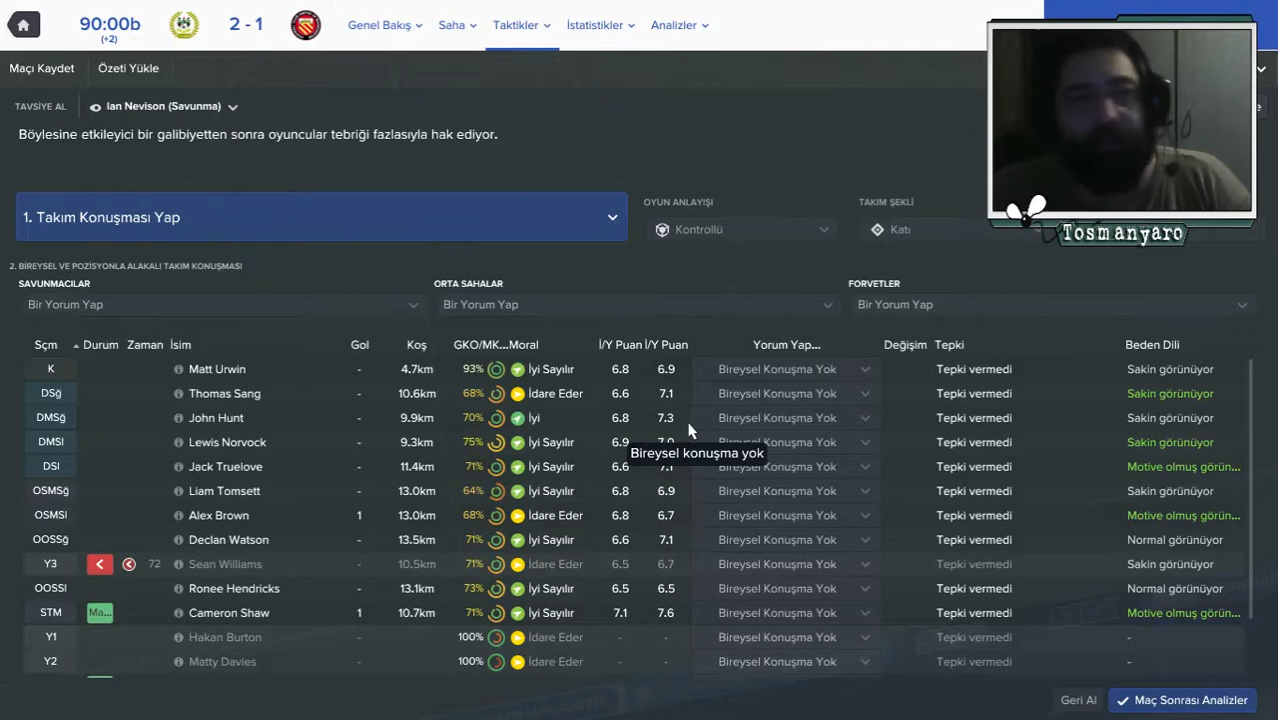 90:00b
(+2)
2 - 1
Genel Bakış
Saha
Taktikler
İstatistikler
Analizler
Maçı Kaydet
Özeti Yükle
TAVSİYE AL
Ian Nevison (Savunma)
Böylesine etkileyici bir galibiyetten sonra oyuncular tebriği fazlasıyla hak ediyor.
1. Takım Konuşması Yap
OYUN ANLAYIŞI
TAKIM ŞEKLİ
Kontrollü
Katı
Tosmanyaro
2. BİREYSEL VE POZİSYONLA ALAKALI TAKIM KONUŞMASI
SAVUNMACILAR
ORTA SAHALAR
FORVETLER
Bir Yorum Yap
Bir Yorum Yap
Bir Yorum Yap
Sçm Durum Zaman İsim Gol Koş GKO/MK... Moral İ/Y Puan İ/Y Puan Yorum Yap... Değişim Tepki Beden Dili
K Matt Urwin - 4.7km 93% İyi Sayılır 6.8 6.9 Bireysel Konuşma Yok Tepki vermedi Sakin görünüyor
DSğ Thomas Sang - 10.6km 68% İdare Eder 6.6 7.1 Bireysel Konuşma Yok Tepki vermedi Sakin görünüyor
DMSğ John Hunt - 9.9km 70% İyi 6.8 7.3 Bireysel Konuşma Yok Tepki vermedi Sakin görünüyor
DMSl Lewis Norvock - 9.3km 75% İyi Sayılır 6.9 7.0 Bireysel Konuşma Yok Tepki vermedi Sakin görünüyor
Bireysel konuşma yok
DSl Jack Truelove - 11.4km 71% İyi Sayılır 6.6 7.1 Bireysel Konuşma Yok Tepki vermedi Motive olmuş görün...
OSMSğ Liam Tomsett - 13.0km 64% İyi Sayılır 6.8 6.9 Bireysel Konuşma Yok Tepki vermedi Sakin görünüyor
OSMSl Alex Brown 1 13.0km 68% İdare Eder 6.8 6.7 Bireysel Konuşma Yok Tepki vermedi Motive olmuş görün...
OOSSğ Declan Watson - 13.5km 71% İyi Sayılır 6.8 7.1 Bireysel Konuşma Yok Tepki vermedi Normal görünüyor
Y3 72 Sean Williams - 10.5km 71% İdare Eder 6.5 6.7 Bireysel Konuşma Yok Tepki vermedi Sakin görünüyor
OOSSl Ronee Hendricks - 13.1km 73% İyi Sayılır 6.5 6.5 Bireysel Konuşma Yok Tepki vermedi Normal görünüyor
STM Ma... Cameron Shaw 1 10.7km 71% İyi Sayılır 7.1 7.6 Bireysel Konuşma Yok Tepki vermedi Motive olmuş görün...
Y1 Hakan Burton 100% İdare Eder - - Bireysel Konuşma Yok Tepki vermedi -
Y2 Matty Davies 100% İdare Eder - - Bireysel Konuşma Yok Tepki vermedi -
Geri Al
Maç Sonrası Analizler